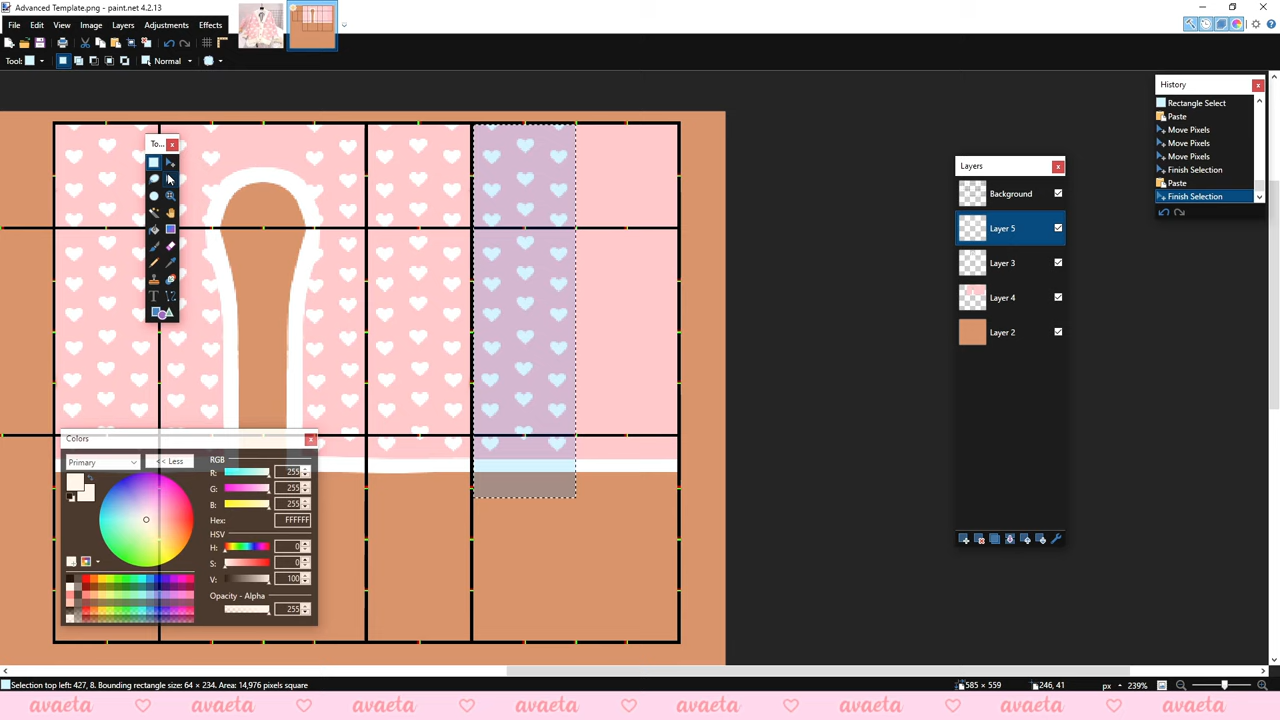 Advanced Template.png - paint.net 4.2.13
File Edit View Image Layers Adjustments Effects
Tool: Normal
History
Rectangle Select
Paste
Move Pixels
Move Pixels
Move Pixels
Finish Selection
Paste
Finish Selection
To...
Layers
Background
Layer 5
Layer 3
Layer 4
Layer 2
Colors
Primary
<< Less
RGB
R: 255
G: 255
B: 255
Hex: FFFFFF
HSV
H: 0
S: 0
V: 100
Opacity - Alpha
255
Selection top left: 427, 8. Bounding rectangle size: 64 × 234. Area: 14,976 pixels square
585 × 559 246, 41 px 239%
avaeta avaeta avaeta avaeta avaeta avaeta avaeta avaeta